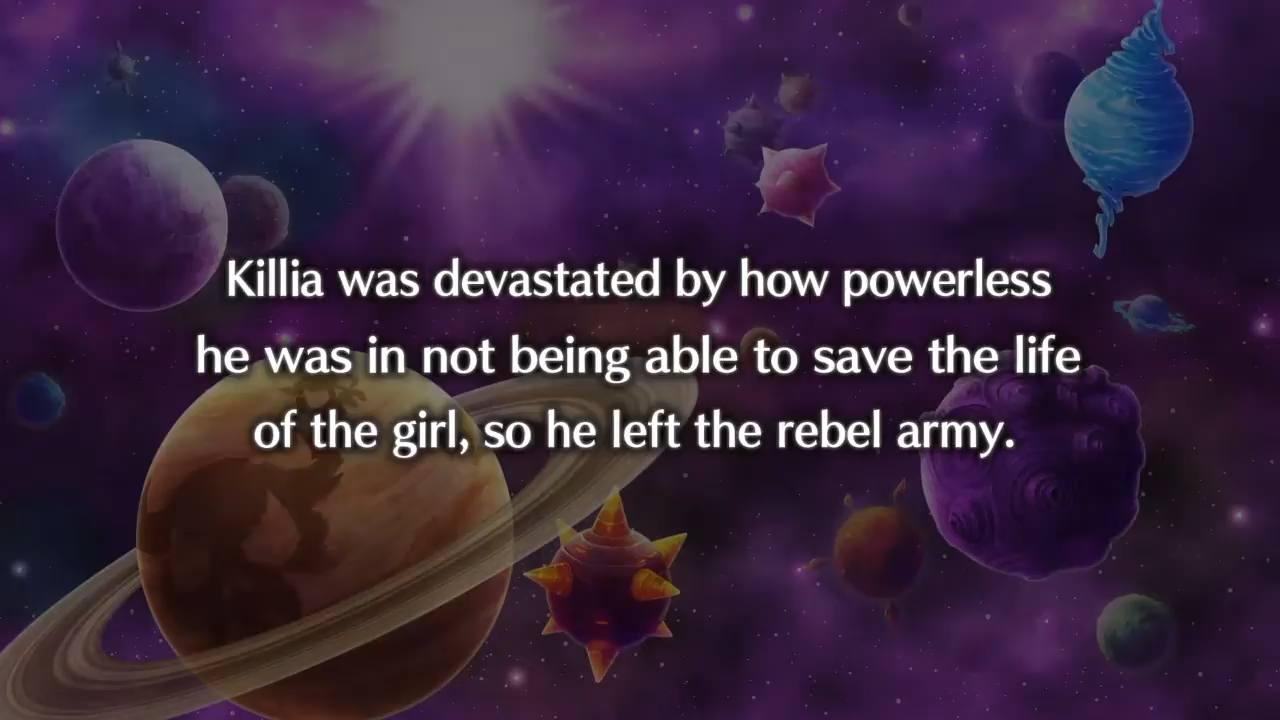 Killia was devastated by how powerless
he was in not being able to save the life
of the girl, so he left the rebel army.